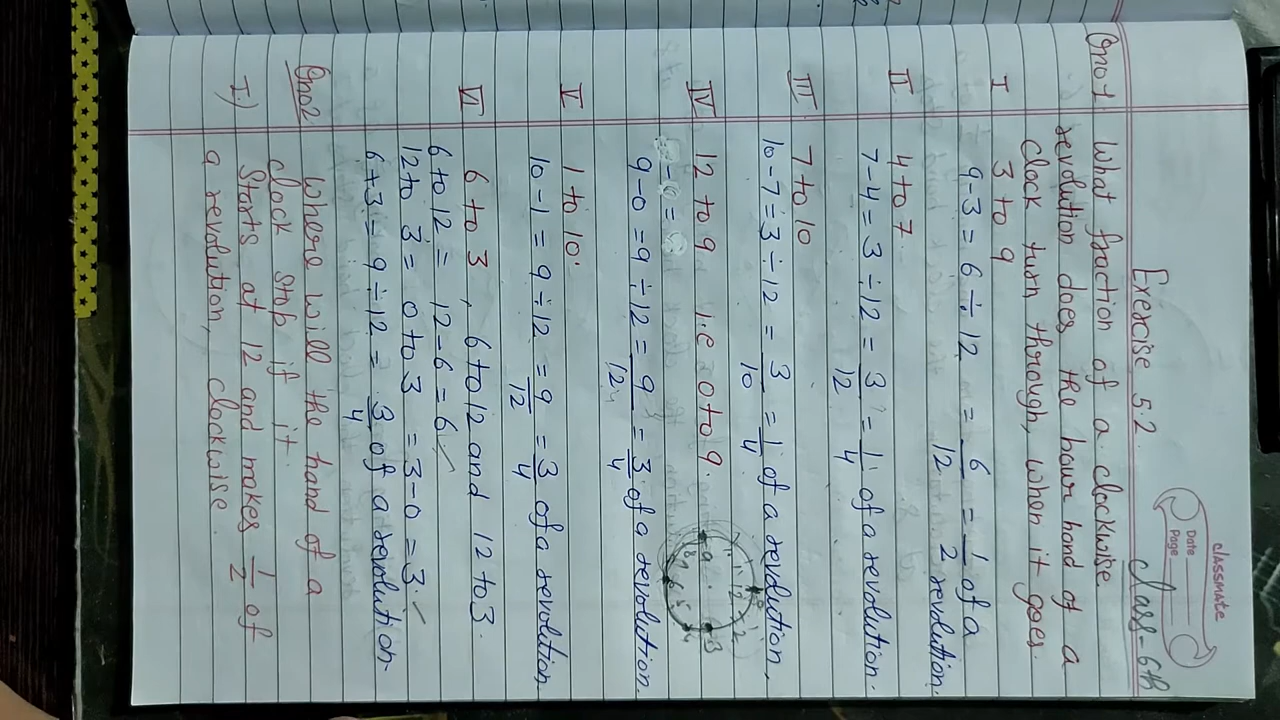 classmate
Date
Page
Exercise 5.2. Class-6th
Qno1 What fraction of a clockwise
revolution does the hour hand of a
clock turn through, when it goes.
I 3 to 9
9-3 = 6 ÷ 12 = 6/12 = 1/2 of a
revolution.
II 4 to 7
7-4 = 3 ÷ 12 = 3/12 = 1/4 of a revolution.
III 7 to 10
10-7 = 3 ÷ 12 = 3/10 = 1/4 of a revolution,
IV 12 to 9 i.e 0 to 9.
9-0 = 9 ÷ 12 = 9/12 = 3/4 of a revolution.
V 1 to 10.
10-1 = 9 ÷ 12 = 9/12 = 3/4 of a revolution
VI 6 to 3, 6 to 12 and 12 to 3.
6 to 12 = 12-6 = 6 ✓
12 to 3 = 0 to 3 = 3-0 = 3. ✓
6+3 = 9 ÷ 12 = 3/4 of a revolution.
Qno2 Where will the hand of a
clock stop if it.
I) Starts at 12 and makes 1/2 of
a revolution, clockwise.